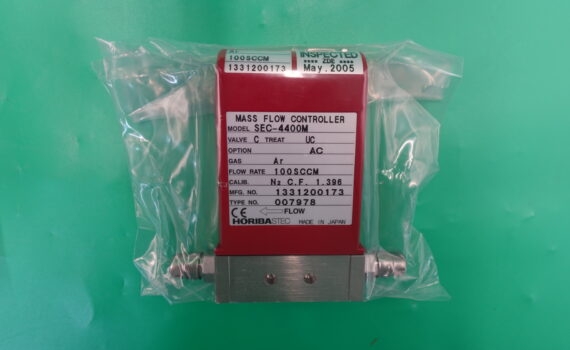 Ar
100SCCM
1331200173
INSPECTED
**** ZDE ****
May.2005
MASS FLOW CONTROLLER
MODEL SEC-4400M
VALVE C TREAT UC
OPTION AC
GAS Ar
FLOW RATE 100SCCM
CALIB. N₂ C.F. 1.396
MFG. NO. 1331200173
TYPE NO. 007978
CE FLOW
HORIBASTEC MADE IN JAPAN